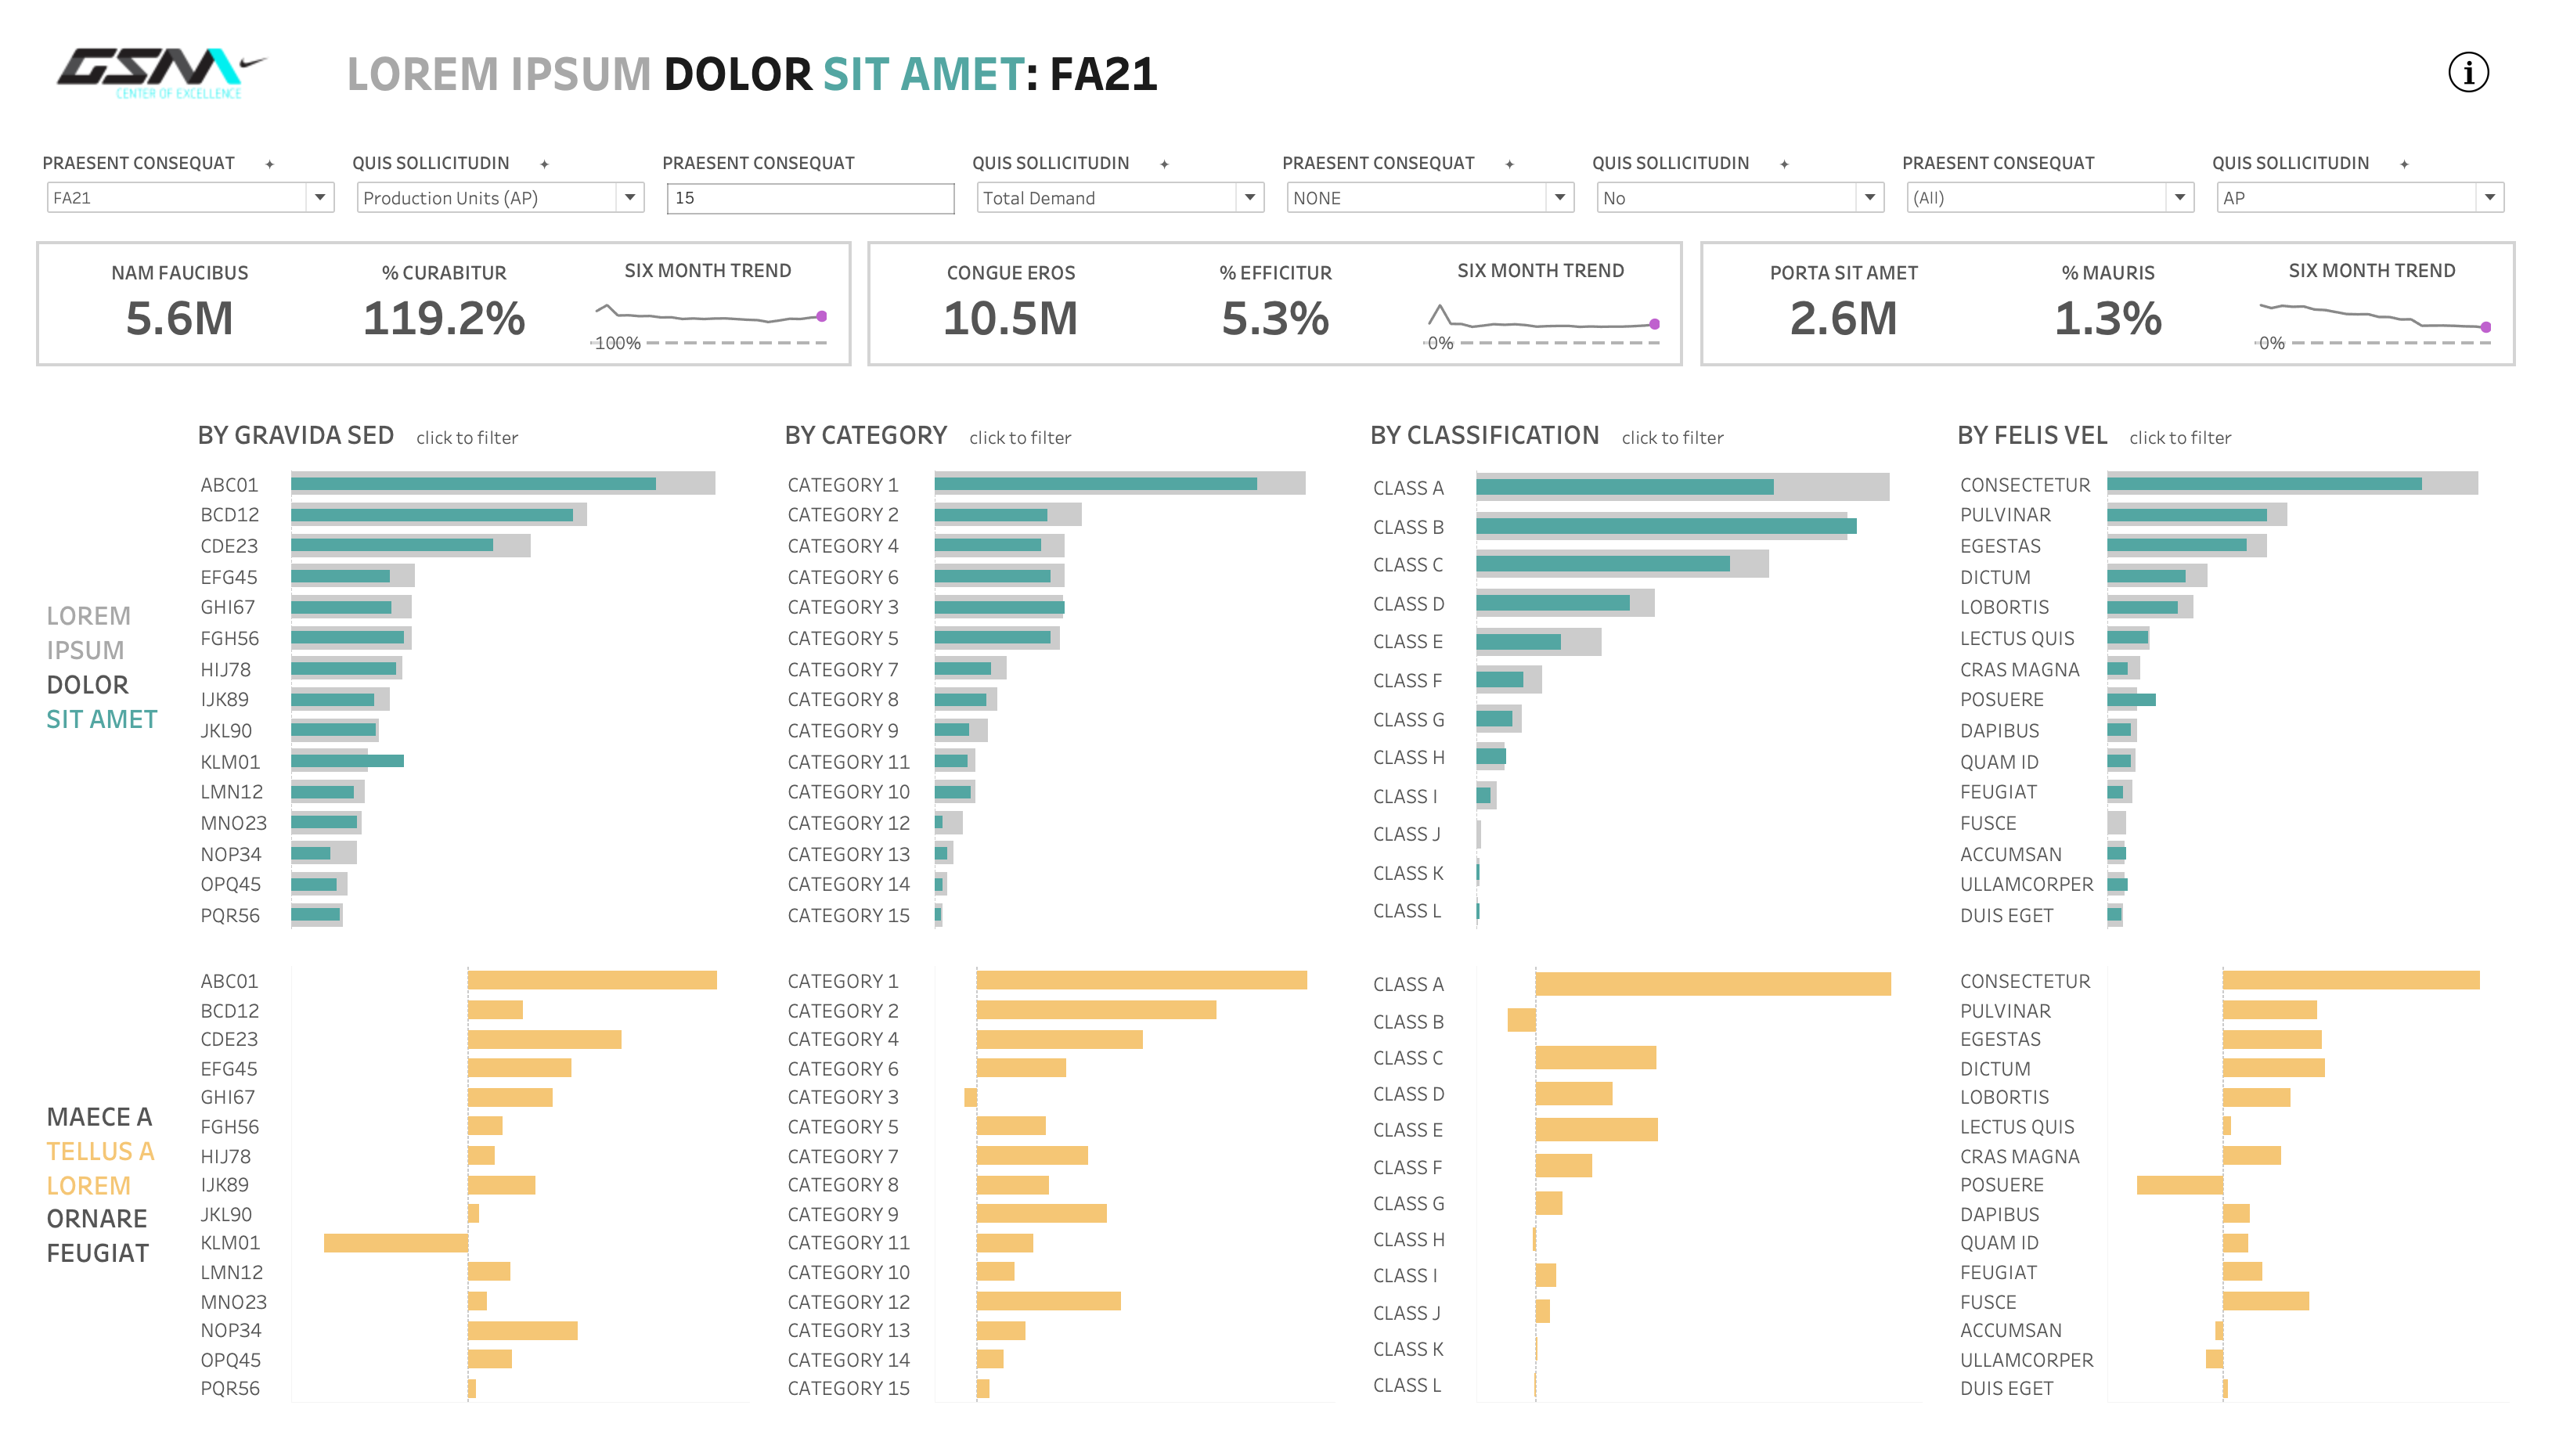 GSM
CENTER OF EXCELLENCE
LOREM IPSUM DOLOR SIT AMET: FA21
i
PRAESENT CONSEQUAT ✦ QUIS SOLLICITUDIN ✦ PRAESENT CONSEQUAT QUIS SOLLICITUDIN ✦ PRAESENT CONSEQUAT ✦ QUIS SOLLICITUDIN ✦ PRAESENT CONSEQUAT QUIS SOLLICITUDIN ✦
FA21 Production Units (AP) 15 Total Demand NONE No (All) AP
NAM FAUCIBUS % CURABITUR SIX MONTH TREND
5.6M 119.2%
100%
CONGUE EROS % EFFICITUR SIX MONTH TREND
10.5M 5.3%
0%
PORTA SIT AMET % MAURIS SIX MONTH TREND
2.6M 1.3%
0%
LOREM
IPSUM
DOLOR
SIT AMET
BY GRAVIDA SED click to filter
ABC01
BCD12
CDE23
EFG45
GHI67
FGH56
HIJ78
IJK89
JKL90
KLM01
LMN12
MNO23
NOP34
OPQ45
PQR56
BY CATEGORY click to filter
CATEGORY 1
CATEGORY 2
CATEGORY 4
CATEGORY 6
CATEGORY 3
CATEGORY 5
CATEGORY 7
CATEGORY 8
CATEGORY 9
CATEGORY 11
CATEGORY 10
CATEGORY 12
CATEGORY 13
CATEGORY 14
CATEGORY 15
BY CLASSIFICATION click to filter
CLASS A
CLASS B
CLASS C
CLASS D
CLASS E
CLASS F
CLASS G
CLASS H
CLASS I
CLASS J
CLASS K
CLASS L
BY FELIS VEL click to filter
CONSECTETUR
PULVINAR
EGESTAS
DICTUM
LOBORTIS
LECTUS QUIS
CRAS MAGNA
POSUERE
DAPIBUS
QUAM ID
FEUGIAT
FUSCE
ACCUMSAN
ULLAMCORPER
DUIS EGET
MAECE A
TELLUS A
LOREM
ORNARE
FEUGIAT
ABC01
BCD12
CDE23
EFG45
GHI67
FGH56
HIJ78
IJK89
JKL90
KLM01
LMN12
MNO23
NOP34
OPQ45
PQR56
CATEGORY 1
CATEGORY 2
CATEGORY 4
CATEGORY 6
CATEGORY 3
CATEGORY 5
CATEGORY 7
CATEGORY 8
CATEGORY 9
CATEGORY 11
CATEGORY 10
CATEGORY 12
CATEGORY 13
CATEGORY 14
CATEGORY 15
CLASS A
CLASS B
CLASS C
CLASS D
CLASS E
CLASS F
CLASS G
CLASS H
CLASS I
CLASS J
CLASS K
CLASS L
CONSECTETUR
PULVINAR
EGESTAS
DICTUM
LOBORTIS
LECTUS QUIS
CRAS MAGNA
POSUERE
DAPIBUS
QUAM ID
FEUGIAT
FUSCE
ACCUMSAN
ULLAMCORPER
DUIS EGET